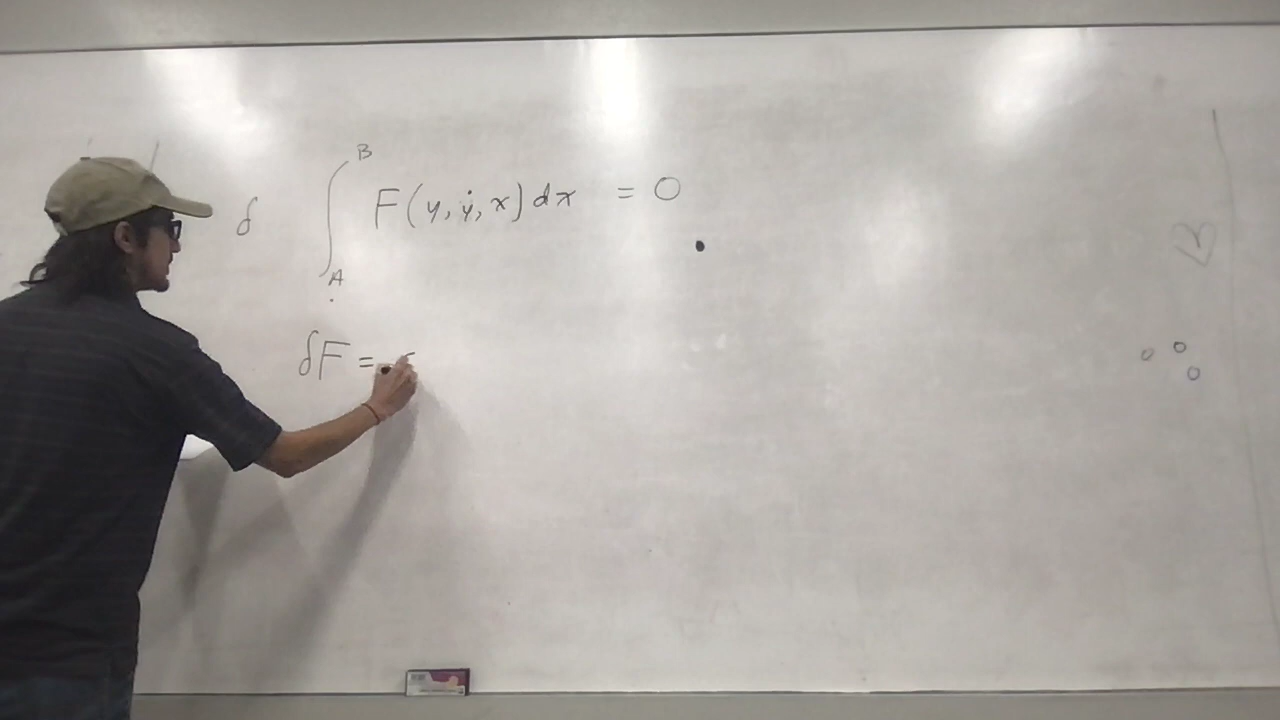 δ ∫_A^B F(y, ẏ, x) dx = 0
δF =